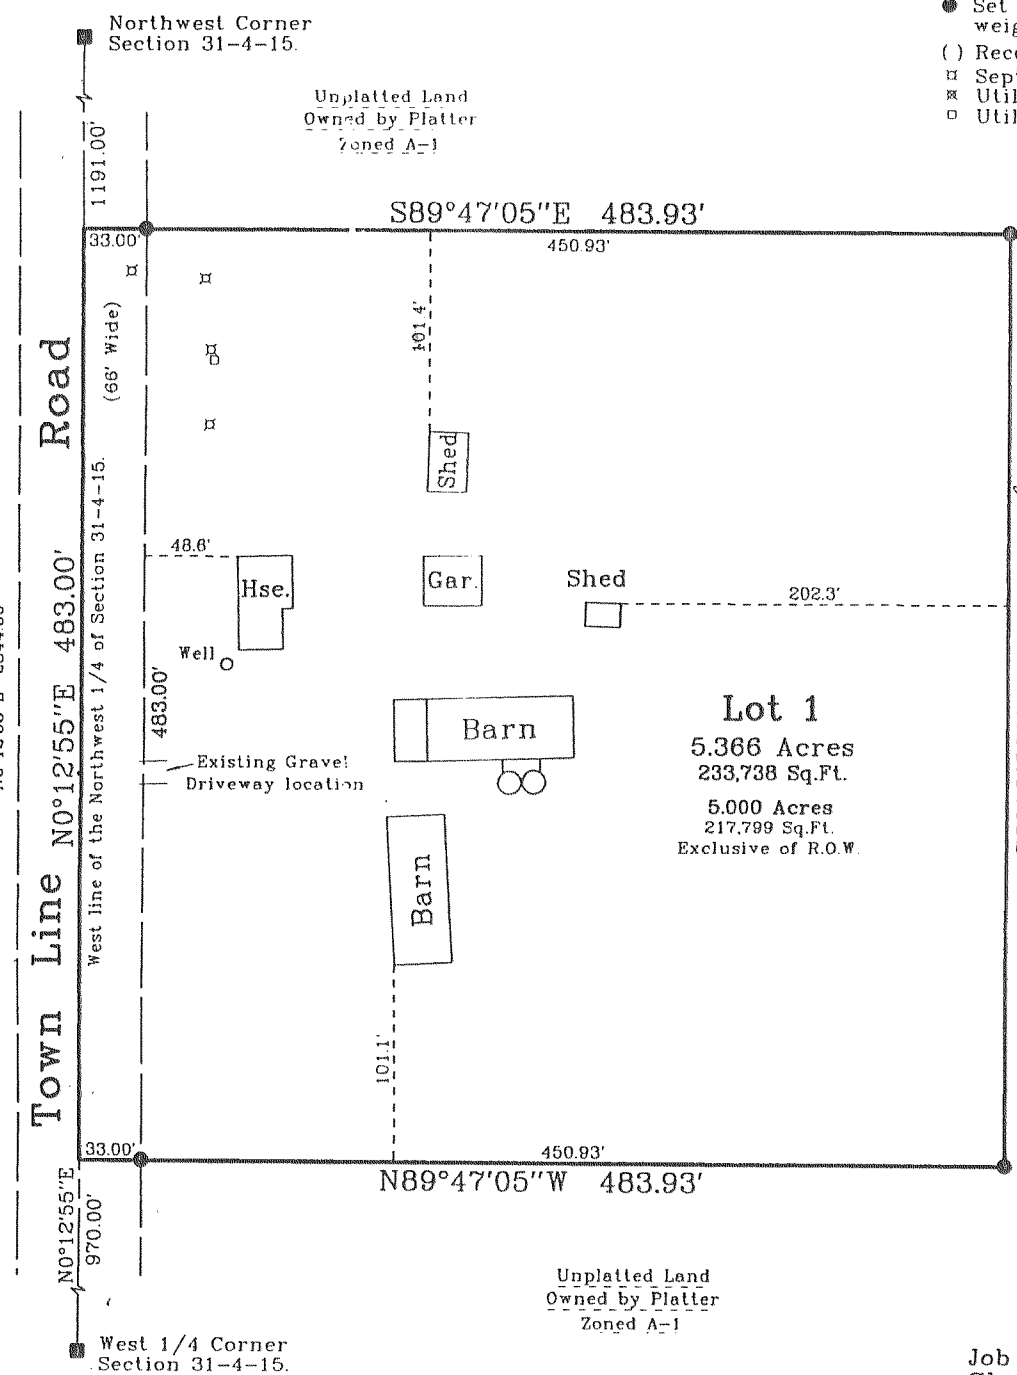 Northwest Corner
Section 31-4-15.
Set
( )
Unplatted Land
Owned by Platter
Zoned A-1
1191.00'
S89°47'05"E 483.93'
33.00'
450.93'
(66' Wide)
101.4'
Town Line Road
N0°12'55"E 483.00'
West line of the Northwest 1/4 of Section 31-4-15.
Shed
48.6'
Hse.
Gar.
Shed
202.3'
Well
483.00'
Barn
Lot 1
5.366 Acres
233,738 Sq.Ft.
5.000 Acres
217,799 Sq.Ft.
Exclusive of R.O.W.
Existing Gravel
Driveway location
Barn
101.1'
33.00'
450.93'
N89°47'05"W 483.93'
N0°12'55"E
970.00'
Unplatted Land
Owned by Platter
Zoned A-1
West 1/4 Corner
Section 31-4-15.
Job